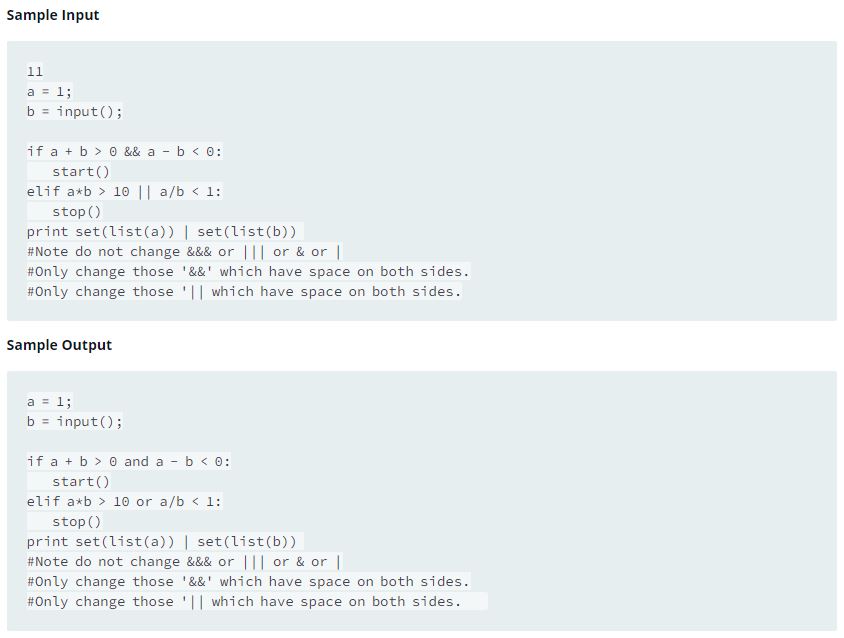 Sample Input
11
a = 1;
b = input();
if a + b > 0 && a - b < 0:
    start()
elif a*b > 10 || a/b < 1:
    stop()
print set(list(a)) | set(list(b))
#Note do not change &&& or ||| or & or |
#Only change those '&&' which have space on both sides.
#Only change those '|| which have space on both sides.
Sample Output
a = 1;
b = input();
if a + b > 0 and a - b < 0:
    start()
elif a*b > 10 or a/b < 1:
    stop()
print set(list(a)) | set(list(b))
#Note do not change &&& or ||| or & or |
#Only change those '&&' which have space on both sides.
#Only change those '|| which have space on both sides.